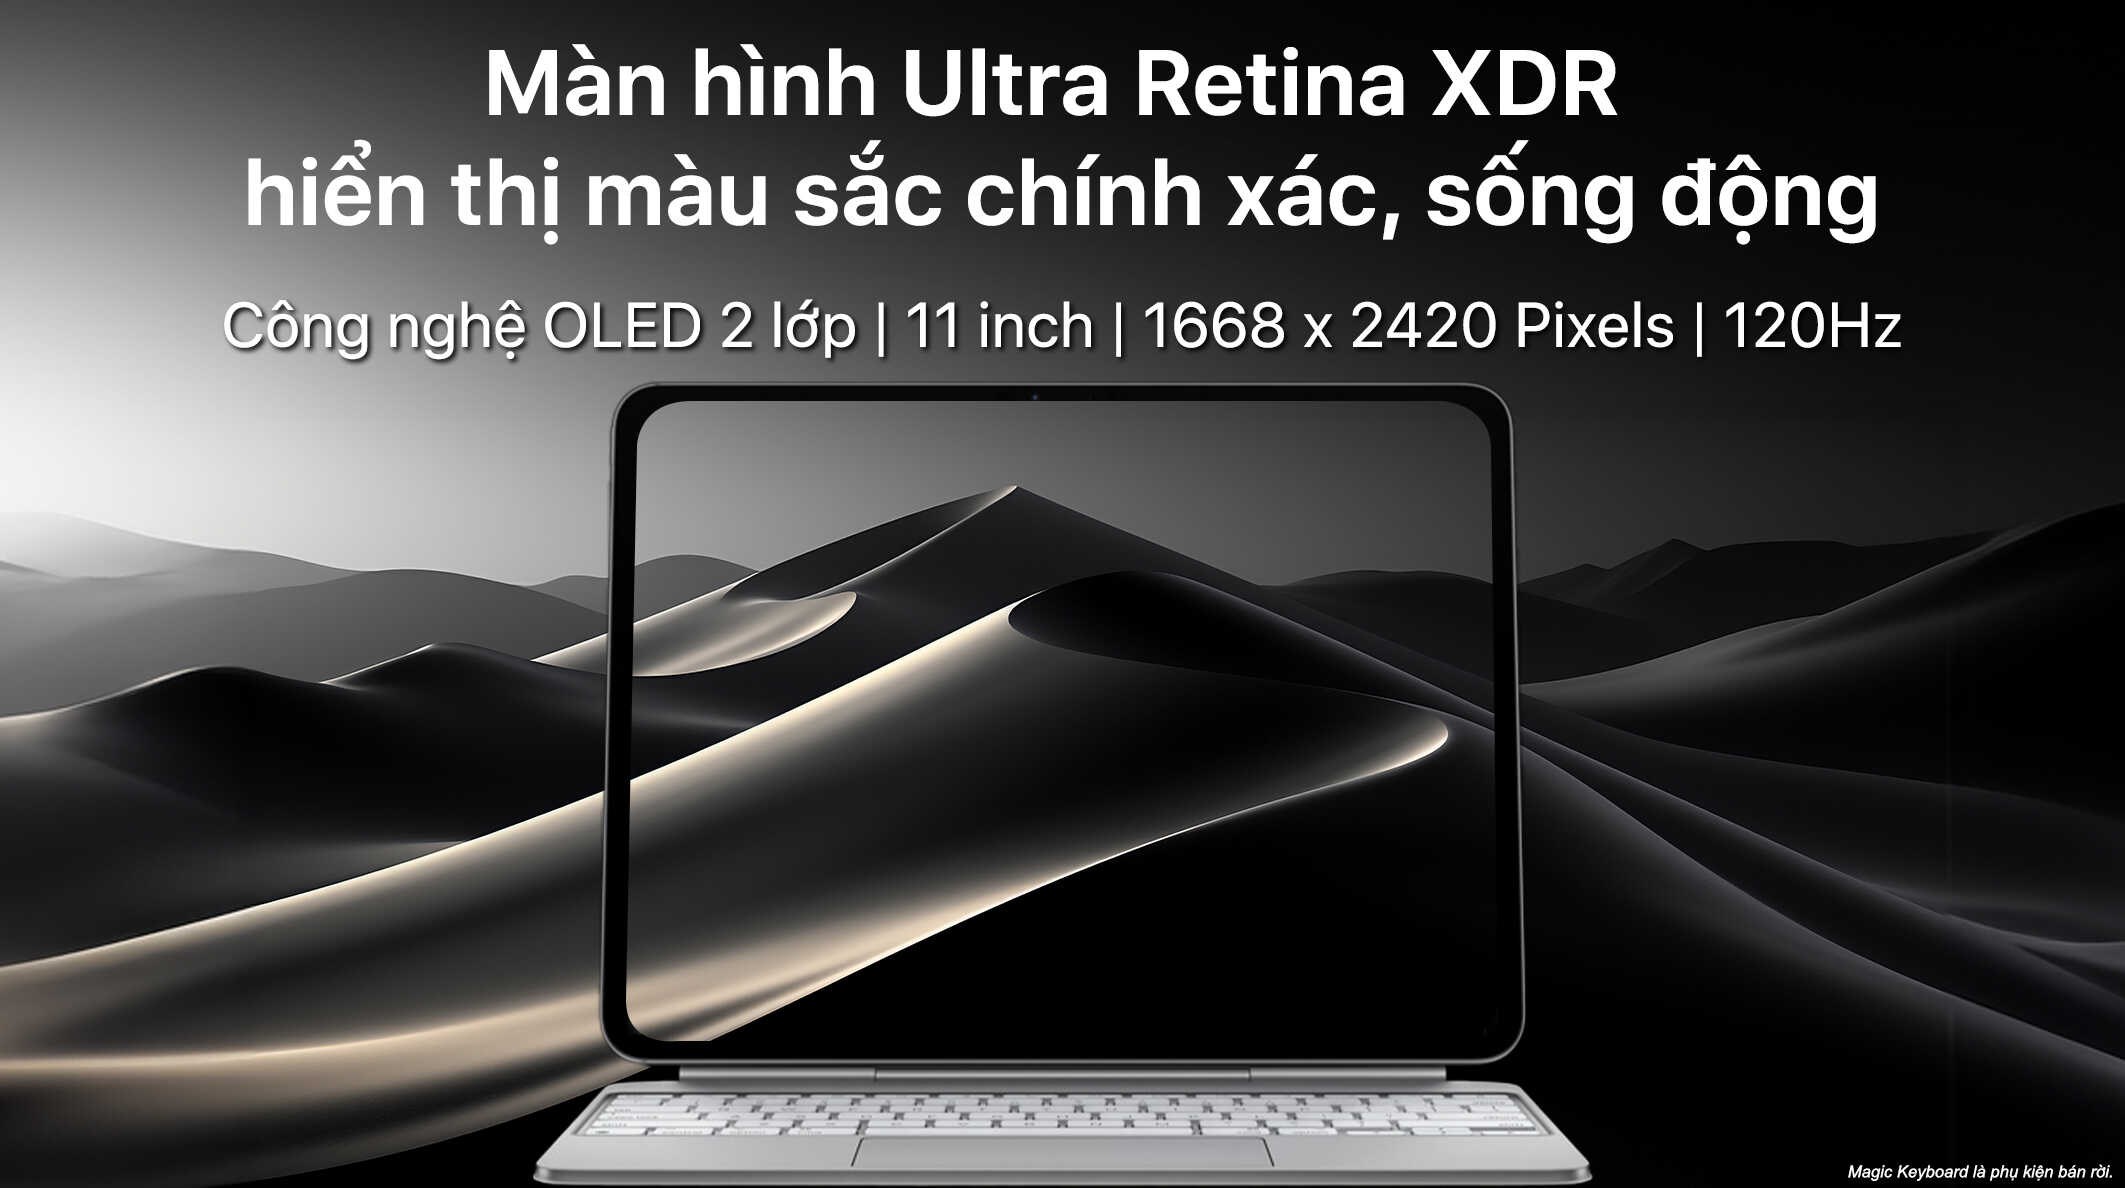 Màn hình Ultra Retina XDR
hiển thị màu sắc chính xác, sống động
Công nghệ OLED 2 lớp | 11 inch | 1668 x 2420 Pixels | 120Hz
Magic Keyboard là phụ kiện bán rời.